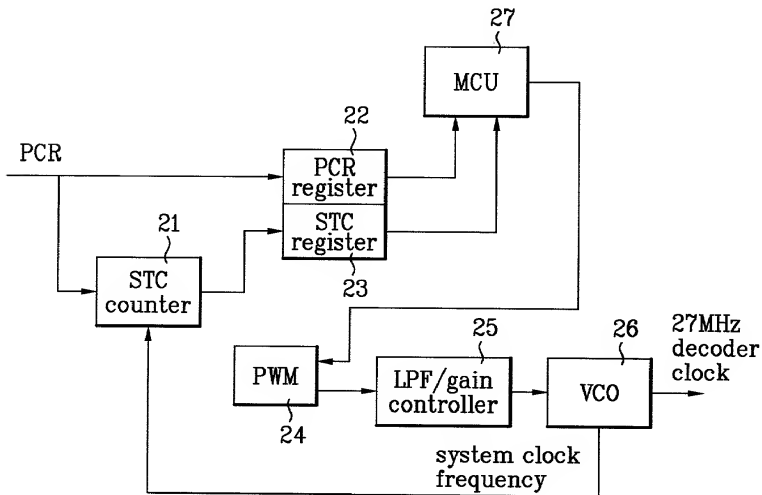 27
MCU
22
PCR
PCR
register
STC
register
21
STC
counter
23
25
26
27MHz
decoder
clock
PWM
LPF/gain
controller
VCO
24
system clock
frequency